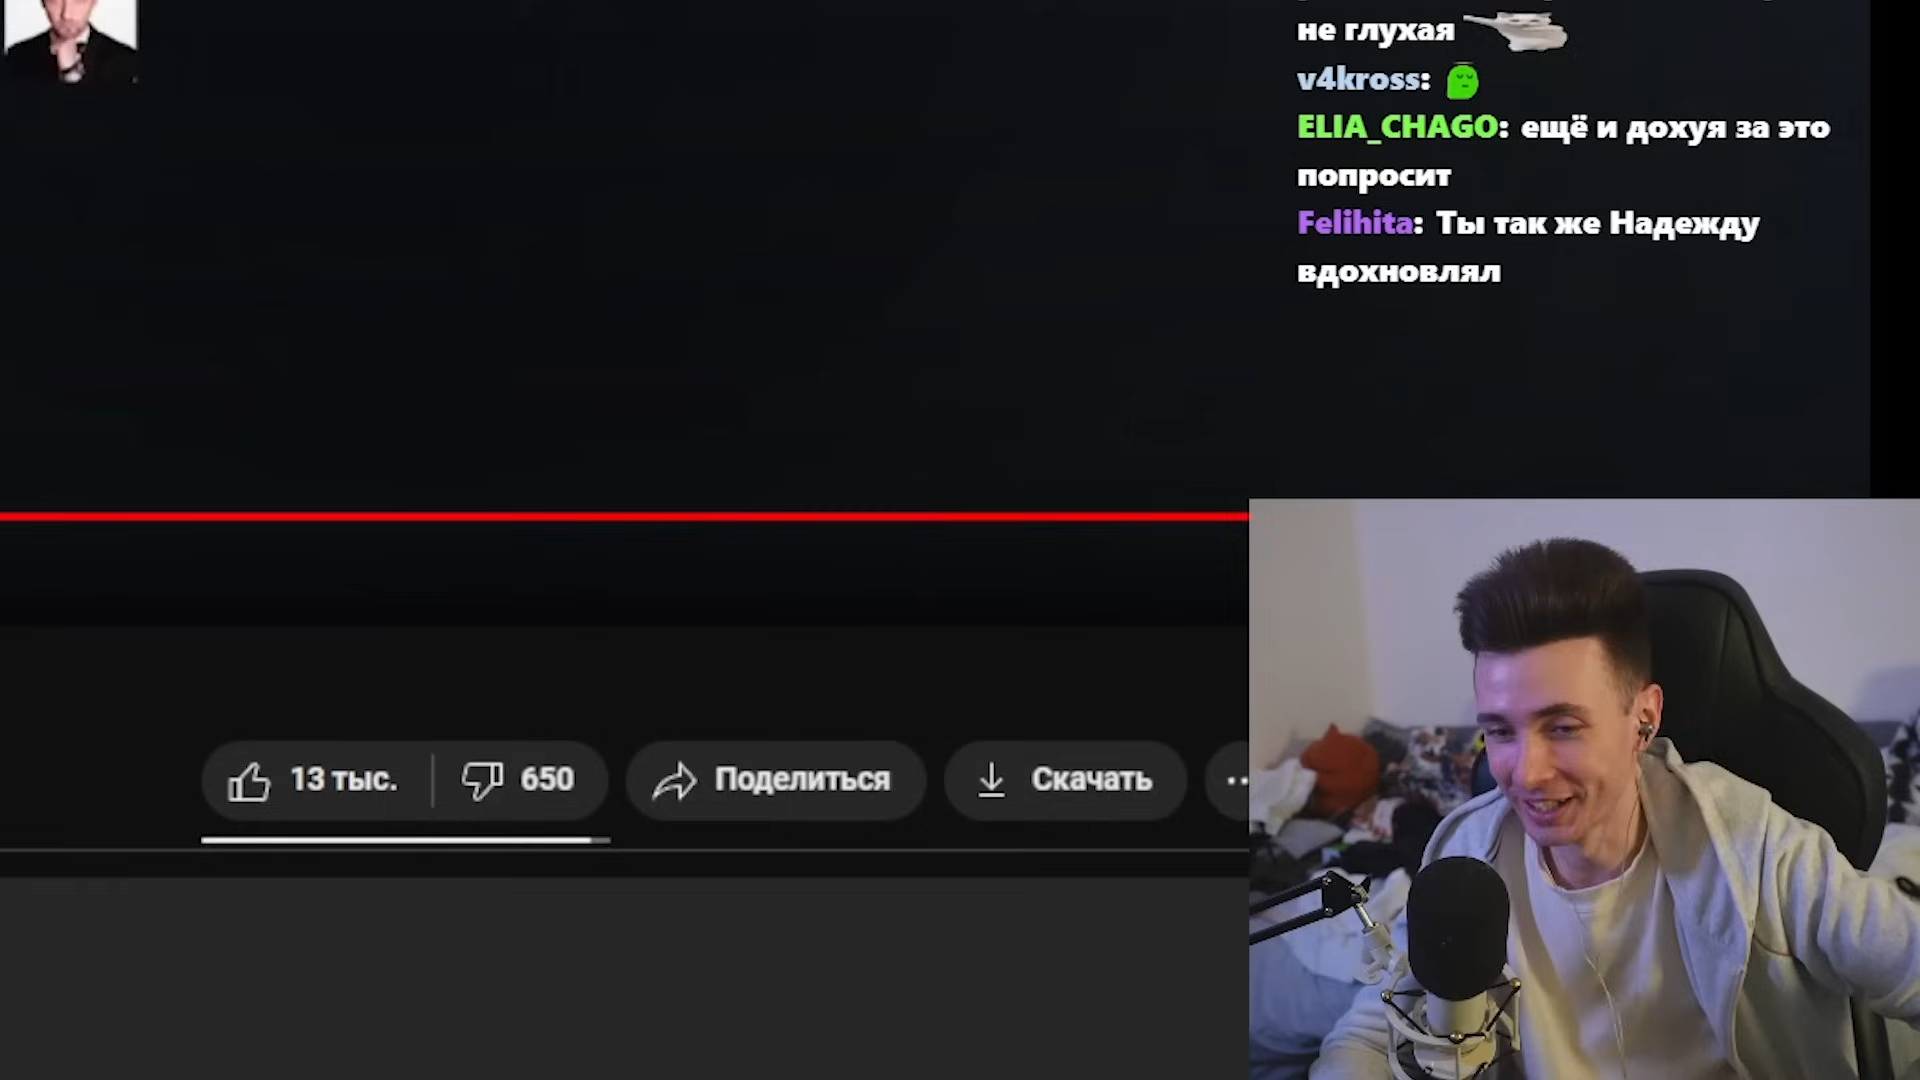 не глухая
v4kross:
ELIA_CHAGO: ещё и дохуя за это
попросит
Felihita: Ты так же Надежду
вдохновлял
13 тыс. 650 Поделиться Скачать